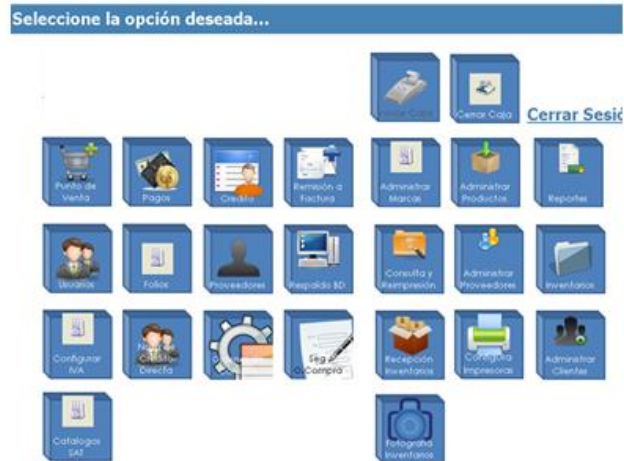 Seleccione la opción deseada...
Cerrar Caja
Cerrar Sesió
Punto de
Venta
Pagos
Credito
Remisión a
Factura
Administrar
Marcas
Administrar
Productos
Reportes
Usuarios
Folios
Proveedores
Respaldo BD
Consulta y
Reimpresión
Administrar
Proveedores
Inventarios
Configurar
IVA
Directa
Seg
O.Compra
Recepción
Inventarios
Configura
Impresoras
Administrar
Clientes
Catalogos
SAT
Fotografia
Inventarios